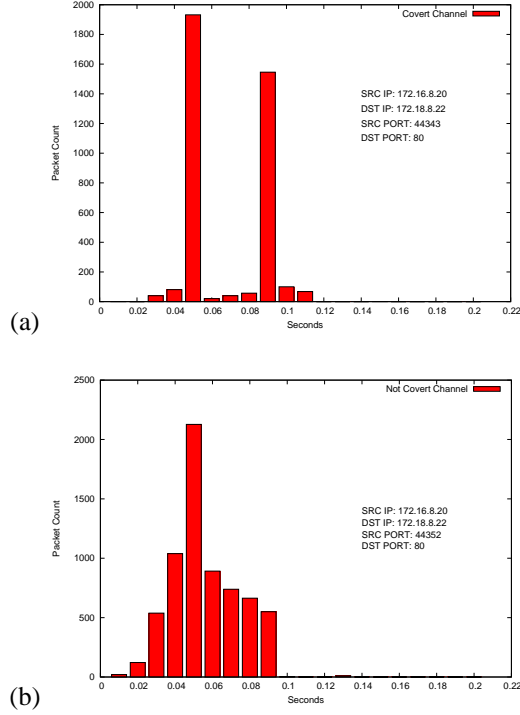 2000
Covert Channel
1800
1600
1400
1200
1000
800
600
400
200
0
Packet Count
SRC IP: 172.16.8.20
DST IP: 172.18.8.22
SRC PORT: 44343
DST PORT: 80
0 0.02 0.04 0.06 0.08 0.1 0.12 0.14 0.16 0.18 0.2 0.22
Seconds
(a)
2500
Not Covert Channel
2000
1500
1000
500
0
Packet Count
SRC IP: 172.16.8.20
DST IP: 172.18.8.22
SRC PORT: 44352
DST PORT: 80
0 0.02 0.04 0.06 0.08 0.1 0.12 0.14 0.16 0.18 0.2 0.22
Seconds
(b)